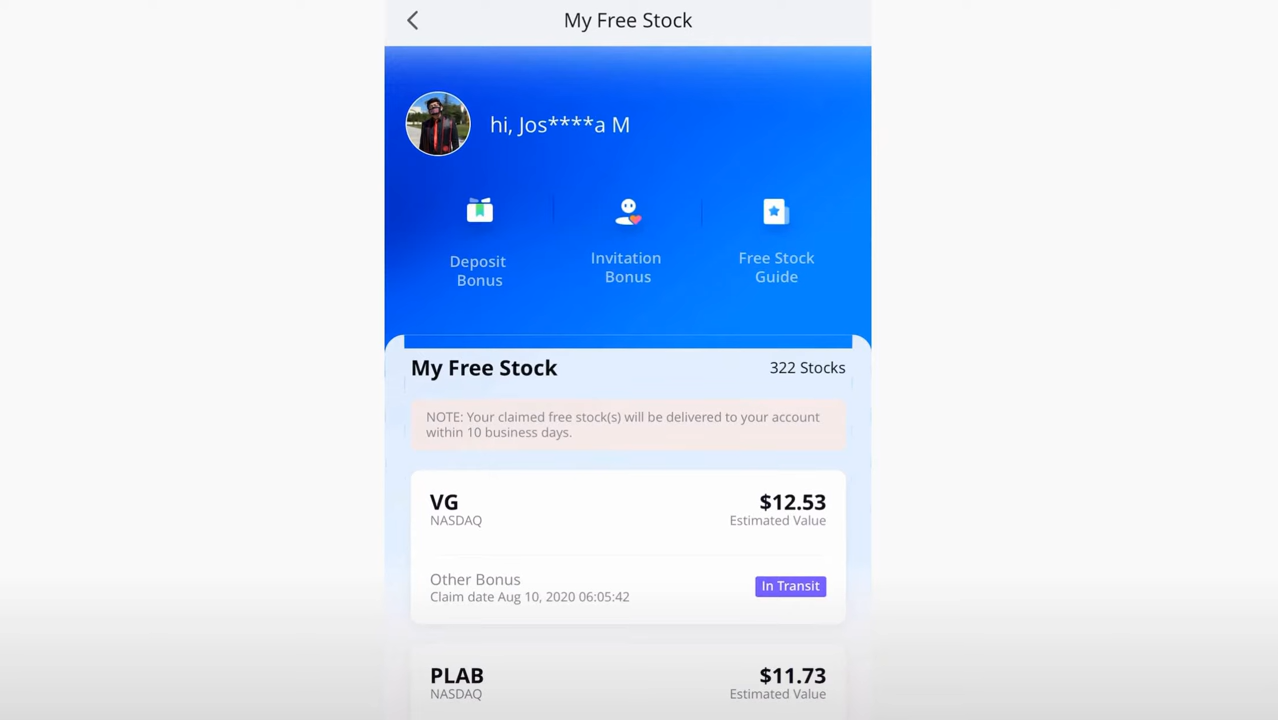 My Free Stock
hi, Jos****a M
Deposit
Bonus
Invitation
Bonus
Free Stock
Guide
My Free Stock
322 Stocks
NOTE: Your claimed free stock(s) will be delivered to your account
within 10 business days.
VG
$12.53
NASDAQ
Estimated Value
Other Bonus
Claim date Aug 10, 2020 06:05:42
In Transit
PLAB
$11.73
NASDAQ
Estimated Value